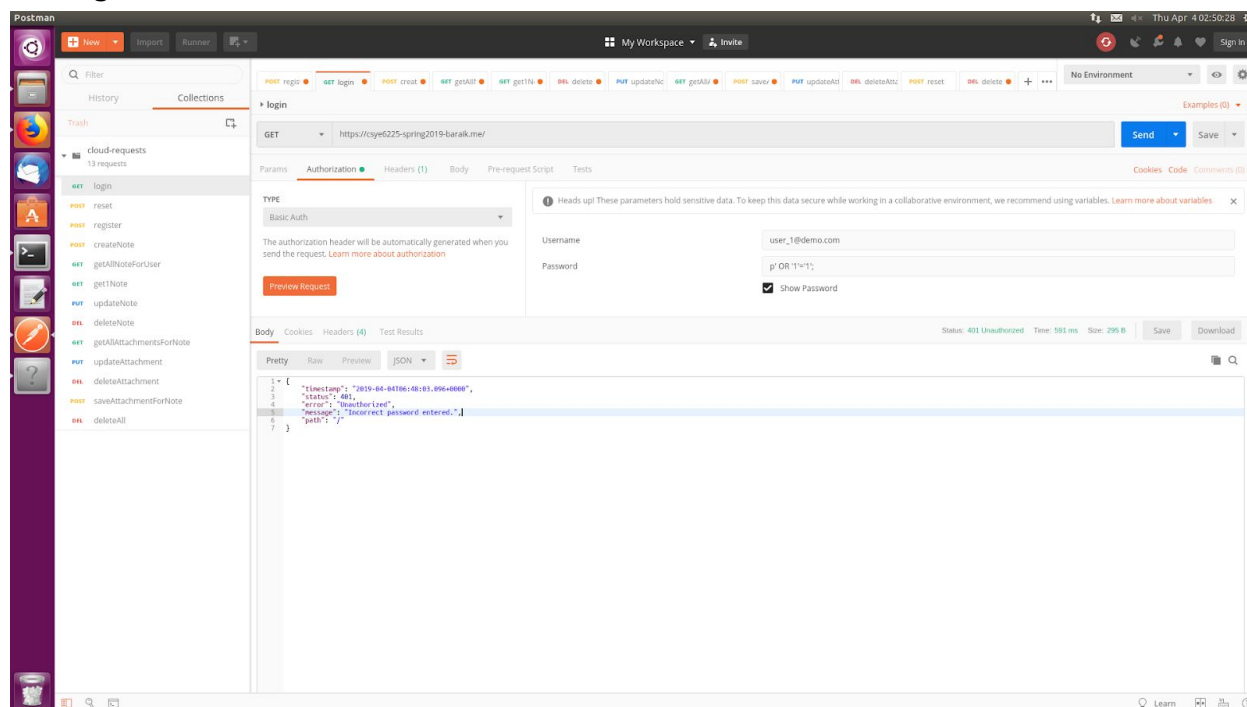 Postman
Thu Apr 4 02:50:28
New
Import
Runner
My Workspace
Invite
Sign In
Filter
History
Collections
Trash
cloud-requests
13 requests
GET login
POST reset
POST register
POST createNote
GET getAllNoteForUser
GET get1Note
PUT updateNote
DEL deleteNote
GET getAllAttachmentsForNote
PUT updateAttachment
DEL deleteAttachment
POST saveAttachmentForNote
DEL deleteAll
POST regis GET login POST creat GET getAll GET get1N DEL delete PUT updateNc GET getAll POST save PUT updateAtt DEL deleteAtta POST reset DEL delete
No Environment
login
Examples (0)
GET
https://csye6225-spring2019-baraik.me/
Send
Save
Params Authorization Headers (1) Body Pre-request Script Tests
Cookies Code Comments (0)
TYPE
Basic Auth
The authorization header will be automatically generated when you
send the request. Learn more about authorization
Preview Request
Heads up! These parameters hold sensitive data. To keep this data secure while working in a collaborative environment, we recommend using variables. Learn more about variables
Username
user_1@demo.com
Password
p' OR '1'='1';
Show Password
Body Cookies Headers (4) Test Results
Status: 401 Unauthorized Time: 591 ms Size: 295 B
Save
Download
Pretty Raw Preview JSON
1 {
2 "timestamp": "2019-04-04T06:48:03.096+0000",
3 "status": 401,
4 "error": "Unauthorized",
5 "message": "Incorrect password entered.",
6 "path": "/"
7 }
Learn